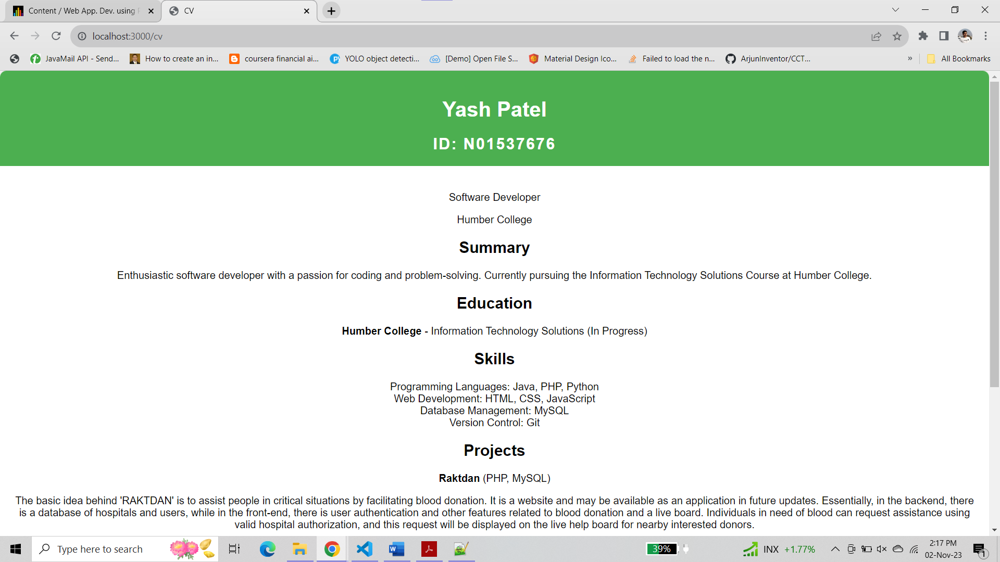 Content / Web App. Dev. using
CV
localhost:3000/cv
JavaMail API - Send...
How to create an in...
coursera financial ai...
YOLO object detecti...
[Demo] Open File S...
Material Design Ico...
Failed to load the n...
ArjunInventor/CCT...
»
All Bookmarks
Yash Patel
ID: N01537676
Software Developer
Humber College
Summary
Enthusiastic software developer with a passion for coding and problem-solving. Currently pursuing the Information Technology Solutions Course at Humber College.
Education
Humber College - Information Technology Solutions (In Progress)
Skills
Programming Languages: Java, PHP, Python
Web Development: HTML, CSS, JavaScript
Database Management: MySQL
Version Control: Git
Projects
Raktdan (PHP, MySQL)
The basic idea behind 'RAKTDAN' is to assist people in critical situations by facilitating blood donation. It is a website and may be available as an application in future updates. Essentially, in the backend, there
is a database of hospitals and users, while in the front-end, there is user authentication and other features related to blood donation and a live board. Individuals in need of blood can request assistance using
valid hospital authorization, and this request will be displayed on the live help board for nearby interested donors.
Type here to search
39%
INX +1.77%
2:17 PM
02-Nov-23
1